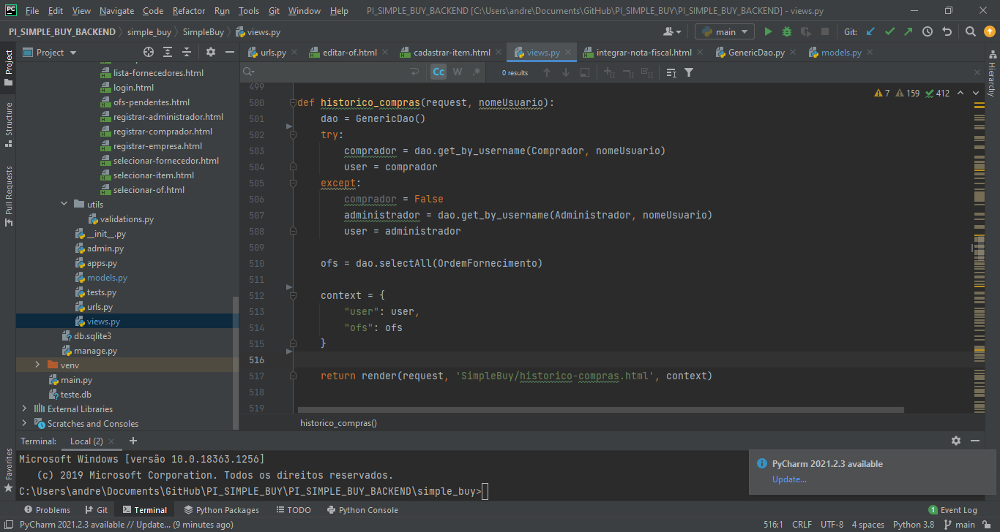 PC File Edit View Navigate Code Refactor Run Tools Git Window Help PI_SIMPLE_BUY_BACKEND [C:\Users\andre\Documents\GitHub\PI_SIMPLE_BUY\PI_SIMPLE_BUY_BACKEND] - views.py
PI_SIMPLE_BUY_BACKEND simple_buy SimpleBuy views.py main Git:
Project
Structure
Pull Requests
Favorites
Project
lista-fornecedores.html
login.html
ofs-pendentes.html
registrar-administrador.html
registrar-comprador.html
registrar-empresa.html
selecionar-fornecedor.html
selecionar-item.html
selecionar-of.html
utils
validations.py
__init__.py
admin.py
apps.py
models.py
tests.py
urls.py
views.py
db.sqlite3
manage.py
venv
main.py
teste.db
External Libraries
Scratches and Consoles
urls.py editar-of.html cadastrar-item.html views.py integrar-nota-fiscal.html GenericDao.py models.py
Cc W .* 0 results
7 159 412
Hierarchy
499
500 def historico_compras(request, nomeUsuario):
501 dao = GenericDao()
502 try:
503 comprador = dao.get_by_username(Comprador, nomeUsuario)
504 user = comprador
505 except:
506 comprador = False
507 administrador = dao.get_by_username(Administrador, nomeUsuario)
508 user = administrador
509
510 ofs = dao.selectAll(OrdemFornecimento)
511
512 context = {
513 "user": user,
514 "ofs": ofs
515 }
516
517 return render(request, 'SimpleBuy/historico-compras.html', context)
518
519
historico_compras()
Terminal: Local (2)
Microsoft Windows [versão 10.0.18363.1256]
(c) 2019 Microsoft Corporation. Todos os direitos reservados.
C:\Users\andre\Documents\GitHub\PI_SIMPLE_BUY\PI_SIMPLE_BUY_BACKEND\simple_buy>
PyCharm 2021.2.3 available
Update...
Problems Git Terminal Python Packages TODO Python Console 1 Event Log
PyCharm 2021.2.3 available // Update... (9 minutes ago) 516:1 CRLF UTF-8 4 spaces Python 3.8 main